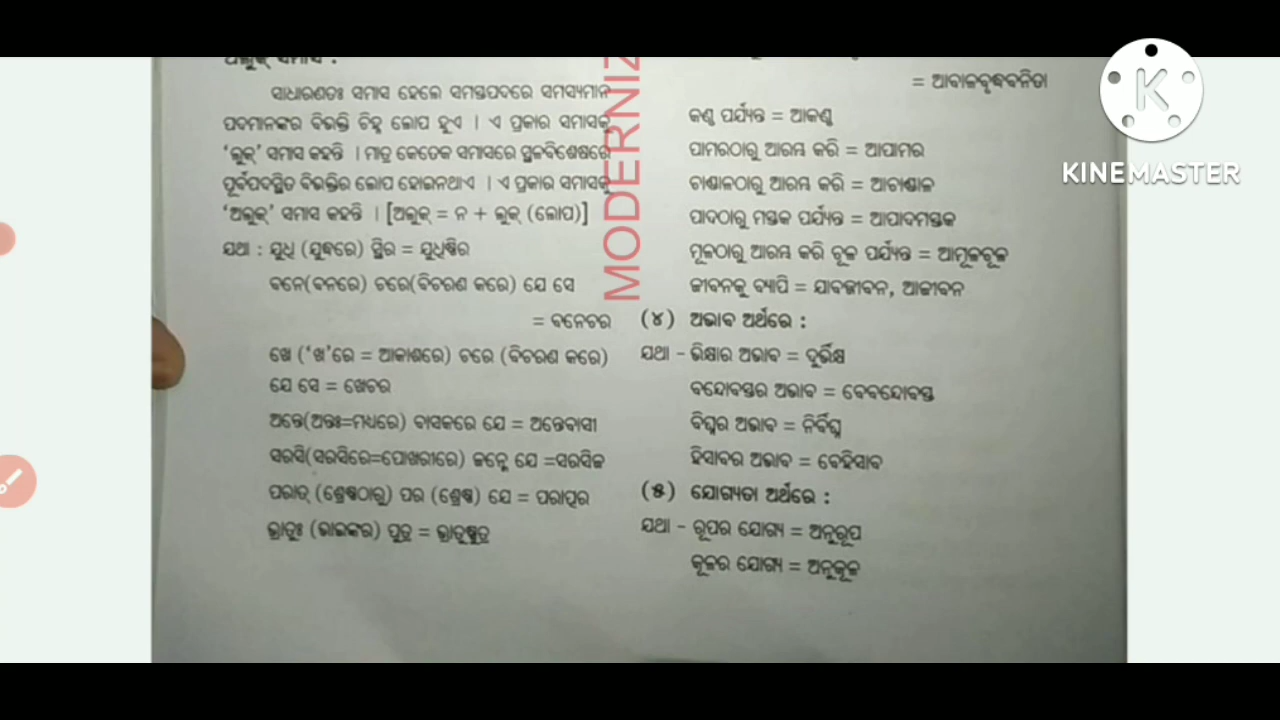 ଅଲୁକ୍ ସମାସ :
ସାଧାରଣତଃ ସମାସ ହେଲେ ସମସ୍ତପଦରେ ସମସ୍ୟମାନ
ପଦମାନଙ୍କର ବିଭକ୍ତି ଚିହ୍ନ ଲୋପ ହୁଏ । ଏ ପ୍ରକାର ସମାସକୁ
‘ଲୁକ୍’ ସମାସ କହନ୍ତି । ମାତ୍ର କେତେକ ସମାସରେ ସ୍ଥଳବିଶେଷରେ
ପୂର୍ବପଦସ୍ଥିତ ବିଭକ୍ତିର ଲୋପ ହୋଇନଥାଏ । ଏ ପ୍ରକାର ସମାସକୁ
‘ଅଲୁକ୍’ ସମାସ କହନ୍ତି । [ଅଲୁକ୍ = ନ + ଲୁକ୍ (ଲୋପ)]
ଯଥା : ଯୁଧି (ଯୁଦ୍ଧରେ) ସ୍ଥିର = ଯୁଧିଷ୍ଠିର
ବନେ(ବନରେ) ଚରେ(ବିଚରଣ କରେ) ଯେ ସେ
= ବନେଚର
ଖେ (‘ଖ’ରେ = ଆକାଶରେ) ଚରେ (ବିଚରଣ କରେ)
ଯେ ସେ = ଖେଚର
ଅନ୍ତେ(ଅନ୍ତଃ=ମଧ୍ୟରେ) ବାସକରେ ଯେ = ଅନ୍ତେବାସୀ
ସରସି(ସରସିରେ=ପୋଖରୀରେ) ଜନ୍ମେ ଯେ =ସରସିଜ
ପରାତ୍ (ଶ୍ରେଷ୍ଠଠାରୁ) ପର (ଶ୍ରେଷ୍ଠ) ଯେ = ପରାତ୍ପର
ଭ୍ରାତୁଃ (ଭାଇଙ୍କର) ପୁତ୍ର = ଭ୍ରାତୁଷ୍ପୁତ୍ର
= ଆବାଳବୃଦ୍ଧବନିତା
କଣ୍ଠ ପର୍ଯ୍ୟନ୍ତ = ଆକଣ୍ଠ
ପାମରଠାରୁ ଆରମ୍ଭ କରି = ଆପାମର
ଚାଣ୍ଡାଳଠାରୁ ଆରମ୍ଭ କରି = ଆଚାଣ୍ଡାଳ
ପାଦଠାରୁ ମସ୍ତକ ପର୍ଯ୍ୟନ୍ତ = ଆପାଦମସ୍ତକ
ମୂଳଠାରୁ ଆରମ୍ଭ କରି ଚୂଳ ପର୍ଯ୍ୟନ୍ତ = ଆମୂଳଚୂଳ
ଜୀବନକୁ ବ୍ୟାପି = ଯାବଜୀବନ, ଆଜୀବନ
(୪) ଅଭାବ ଅର୍ଥରେ :
ଯଥା - ଭିକ୍ଷାର ଅଭାବ = ଦୁର୍ଭିକ୍ଷ
ବନ୍ଦୋବସ୍ତର ଅଭାବ = ବେବନ୍ଦୋବସ୍ତ
ବିଘ୍ନର ଅଭାବ = ନିର୍ବିଘ୍ନ
ହିସାବର ଅଭାବ = ବେହିସାବ
(୫) ଯୋଗ୍ୟତା ଅର୍ଥରେ :
ଯଥା - ରୂପର ଯୋଗ୍ୟ = ଅନୁରୂପ
କୂଳର ଯୋଗ୍ୟ = ଅନୁକୂଳ
MODERNIZ
K
KINEMASTER